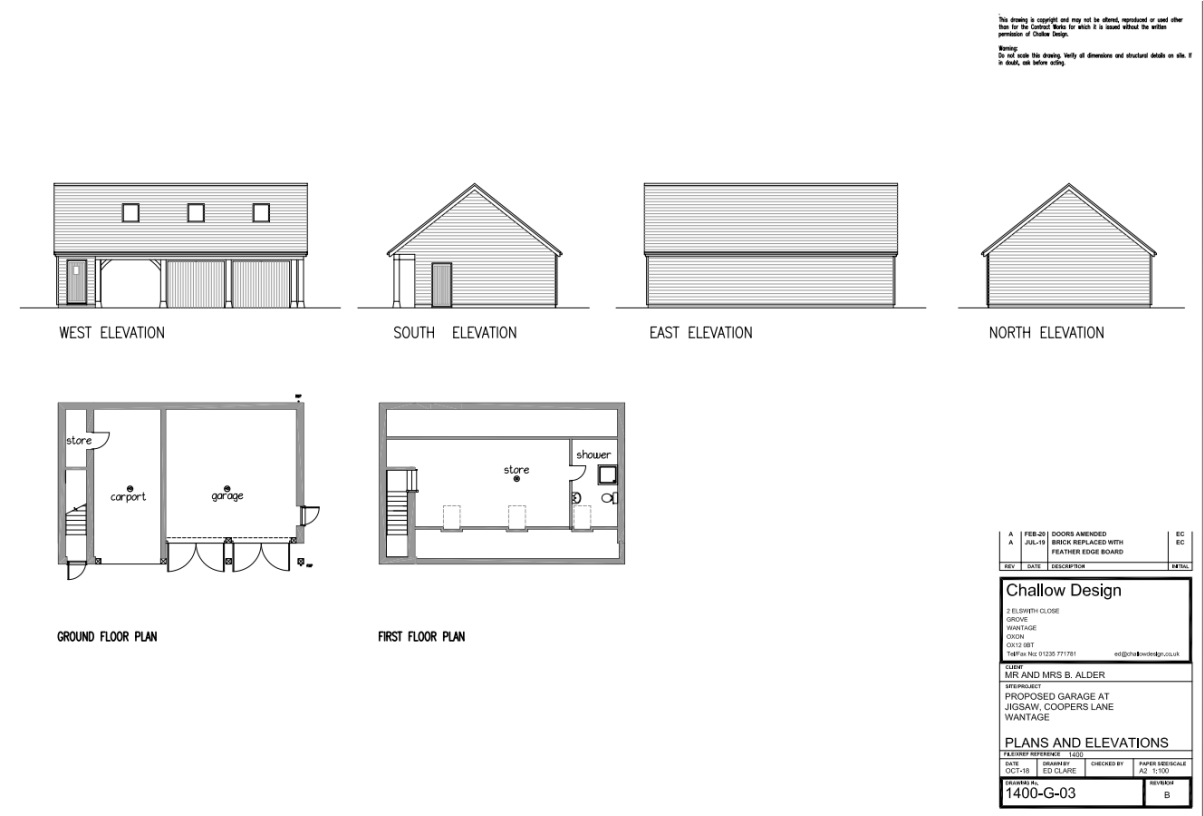 This drawing is copyright and may not be altered, reproduced or used other
than for the Contract Works for which it is issued without the written
permission of Challow Design.
Warning:
Do not scale this drawing. Verify all dimensions and structural details on site. If
in doubt, ask before acting.
WEST ELEVATION
SOUTH ELEVATION
EAST ELEVATION
NORTH ELEVATION
store
carport
garage
shower
store
GROUND FLOOR PLAN
FIRST FLOOR PLAN
A FEB-20 DOORS AMENDED EC
A JUL-19 BRICK REPLACED WITH EC
FEATHER EDGE BOARD
REV DATE DESCRIPTION INITIAL
Challow Design
2 ELSWITH CLOSE
GROVE
WANTAGE
OXON
OX12 0BT
Tel/Fax No: 01235 771781 ed@challowdesign.co.uk
CLIENT
MR AND MRS B. ALDER
SITE/PROJECT
PROPOSED GARAGE AT
JIGSAW, COOPERS LANE
WANTAGE
PLANS AND ELEVATIONS
FILE/XREF REFERENCE 1400
DATE DRAWN BY CHECKED BY PAPER SIZE/SCALE
OCT-18 ED CLARE A2 1:100
DRAWING No. REVISION
1400-G-03 B